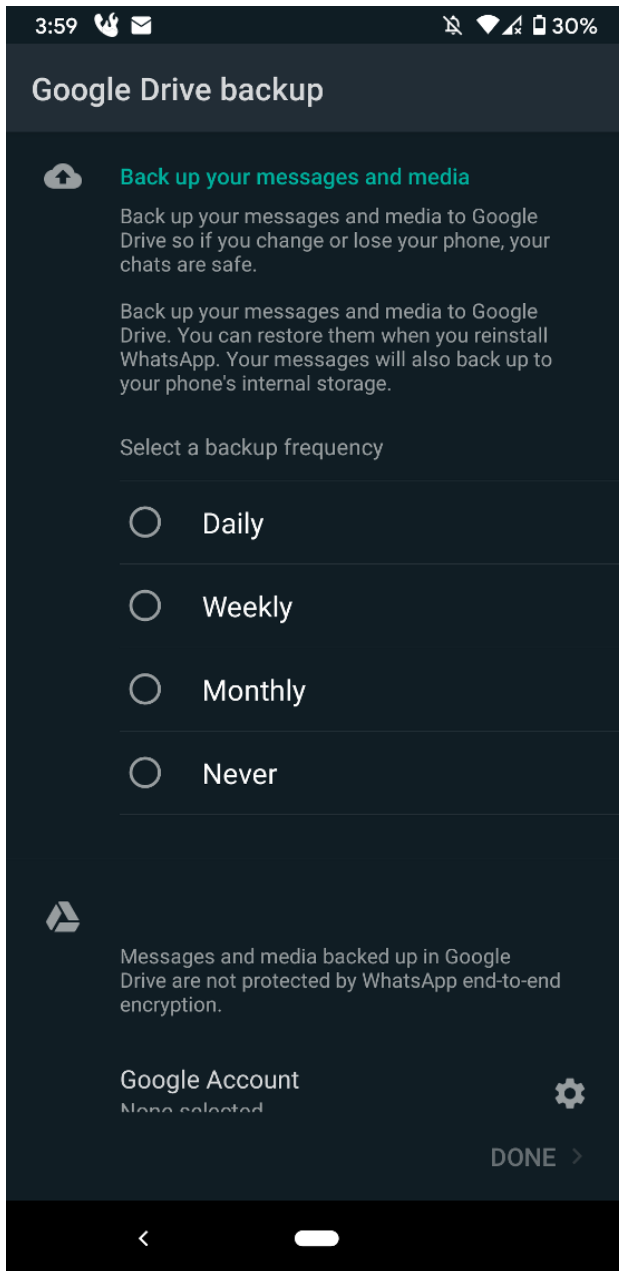 3:59
30%
Google Drive backup
Back up your messages and media
Back up your messages and media to Google
Drive so if you change or lose your phone, your
chats are safe.
Back up your messages and media to Google
Drive. You can restore them when you reinstall
WhatsApp. Your messages will also back up to
your phone's internal storage.
Select a backup frequency
Daily
Weekly
Monthly
Never
Messages and media backed up in Google
Drive are not protected by WhatsApp end-to-end
encryption.
Google Account
None selected
DONE